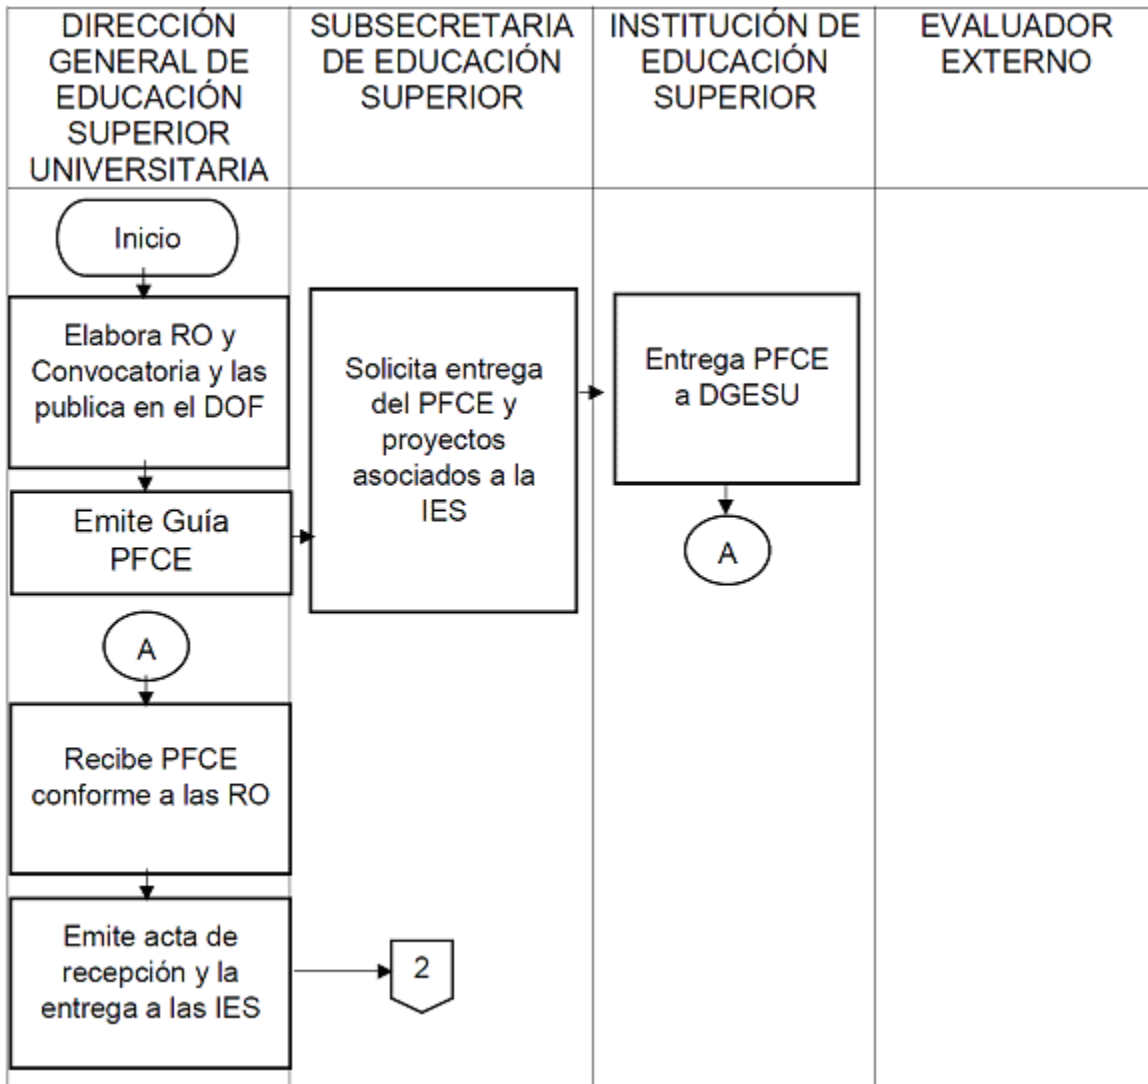 DIRECCIÓN
GENERAL DE
EDUCACIÓN
SUPERIOR
UNIVERSITARIA
SUBSECRETARIA
DE EDUCACIÓN
SUPERIOR
INSTITUCIÓN DE
EDUCACIÓN
SUPERIOR
EVALUADOR
EXTERNO
Inicio
Elabora RO y
Convocatoria y las
publica en el DOF
Emite Guía
PFCE
Solicita entrega
del PFCE y
proyectos
asociados a la
IES
Entrega PFCE
a DGESU
A
A
Recibe PFCE
conforme a las RO
Emite acta de
recepción y la
entrega a las IES
2